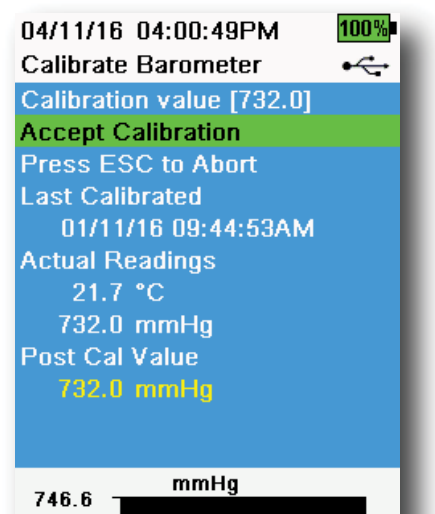 04/11/16 04:00:49PM 100%
Calibrate Barometer
Calibration value [732.0]
Accept Calibration
Press ESC to Abort
Last Calibrated
01/11/16 09:44:53AM
Actual Readings
21.7 °C
732.0 mmHg
Post Cal Value
732.0 mmHg
mmHg
746.6